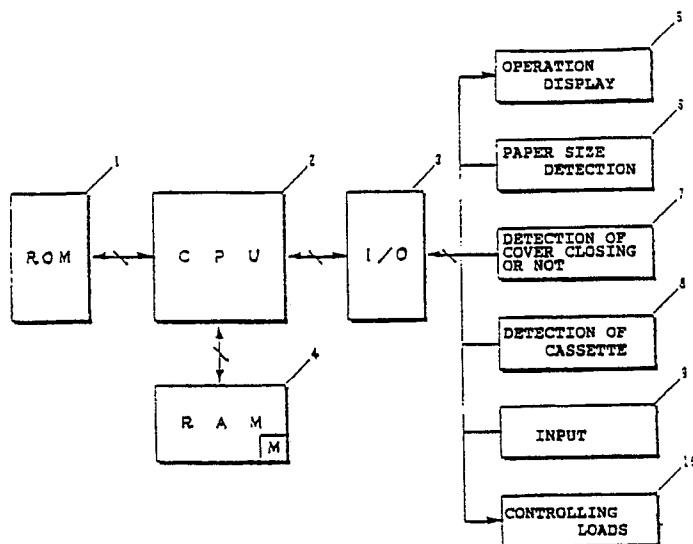 5
OPERATION
DISPLAY
6
PAPER SIZE
DETECTION
1
2
3
7
ROM
C P U
I/O
DETECTION OF
COVER CLOSING
OR NOT
8
DETECTION OF
CASSETTE
4
R A M
M
9
INPUT
10
CONTROLLING
LOADS